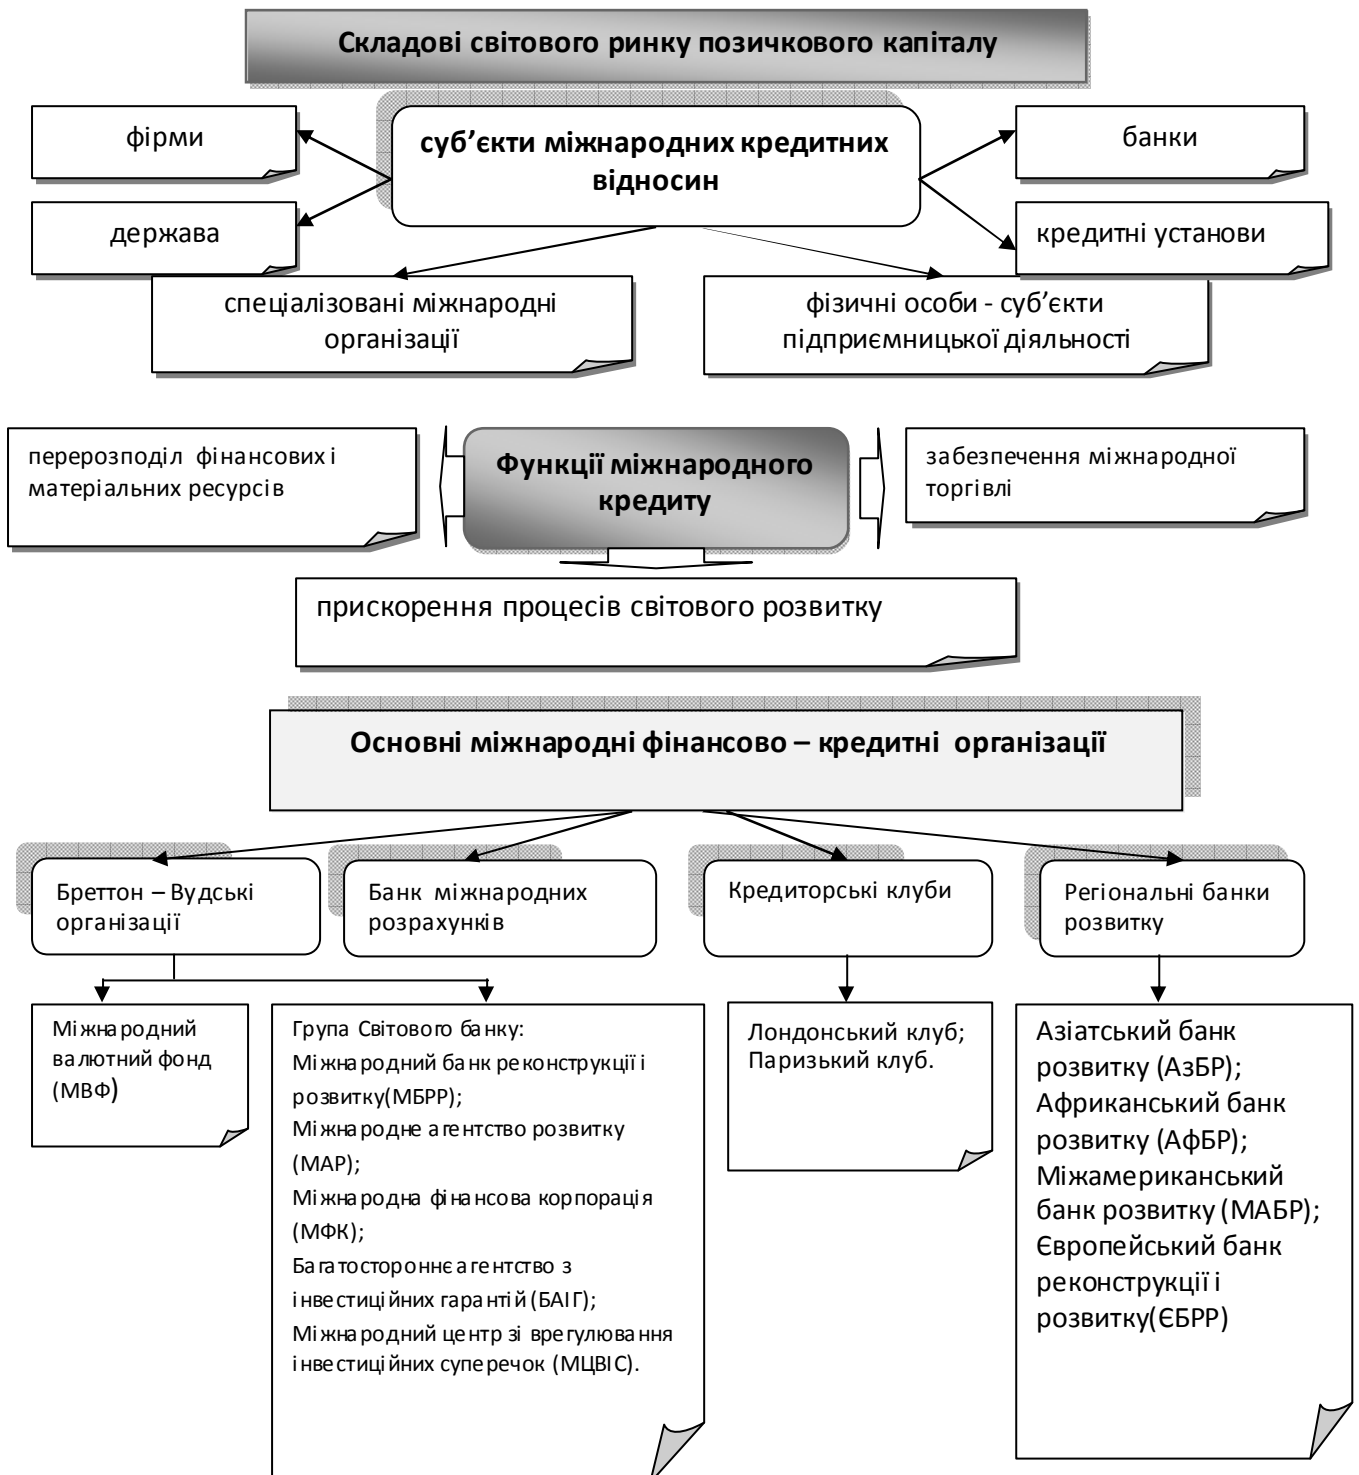 Складові світового ринку позичкового капіталу
фірми
суб’єкти міжнародних кредитних
відносин
банки
держава
кредитні установи
спеціалізовані міжнародні
організації
фізичні особи - суб’єкти
підприємницької діяльності
перерозподіл фінансових і
матеріальних ресурсів
Функції міжнародного
кредиту
забезпечення міжнародної
торгівлі
прискорення процесів світового розвитку
Основні міжнародні фінансово – кредитні організації
Бреттон – Вудські
організації
Банк міжнародних
розрахунків
Кредиторські клуби
Регіональні банки
розвитку
Міжнародний
валютний фонд
(МВФ)
Група Світового банку:
Міжнародний банк реконструкції і
розвитку(МБРР);
Міжнародне агентство розвитку
(МАР);
Міжнародна фінансова корпорація
(МФК);
Багатостороннє агентство з
інвестиційних гарантій (БАІГ);
Міжнародний центр зі врегулювання
інвестиційних суперечок (МЦВІС).
Лондонський клуб;
Паризький клуб.
Азіатський банк
розвитку (АзБР);
Африканський банк
розвитку (АфБР);
Міжамериканський
банк розвитку (МАБР);
Європейський банк
реконструкції і
розвитку(ЄБРР)